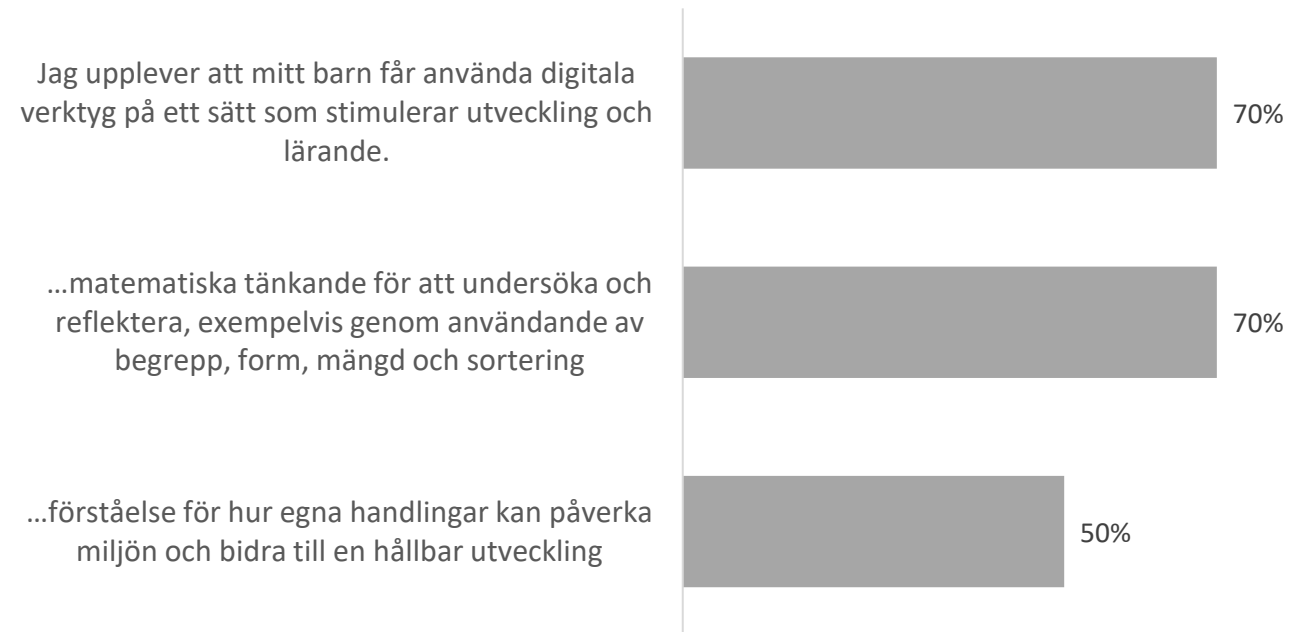 Jag upplever att mitt barn får använda digitala
verktyg på ett sätt som stimulerar utveckling och
lärande.
70%
…matematiska tänkande för att undersöka och
reflektera, exempelvis genom användande av
begrepp, form, mängd och sortering
70%
…förståelse för hur egna handlingar kan påverka
miljön och bidra till en hållbar utveckling
50%